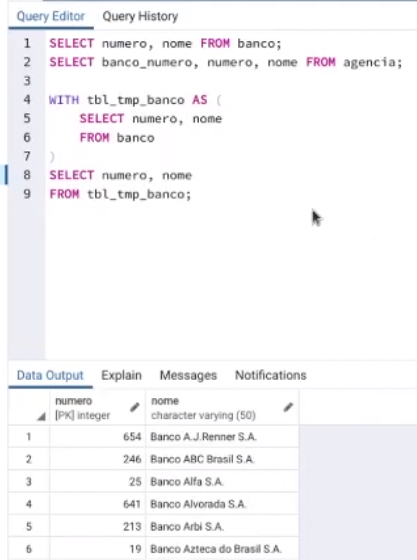 Query Editor Query History
1 SELECT numero, nome FROM banco;
2 SELECT banco_numero, numero, nome FROM agencia;
3
4 WITH tbl_tmp_banco AS (
5 SELECT numero, nome
6 FROM banco
7 )
8 SELECT numero, nome
9 FROM tbl_tmp_banco;
Data Output Explain Messages Notifications
numero nome
[PK] integer character varying (50)
1 654 Banco A.J.Renner S.A.
2 246 Banco ABC Brasil S.A.
3 25 Banco Alfa S.A.
4 641 Banco Alvorada S.A.
5 213 Banco Arbi S.A.
6 19 Banco Azteca do Brasil S.A.